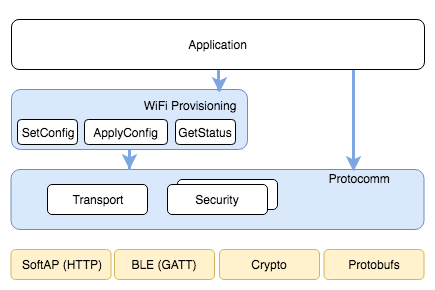 Application
WiFi Provisioning
SetConfig ApplyConfig GetStatus
Protocomm
Transport Security
SoftAP (HTTP) BLE (GATT) Crypto Protobufs